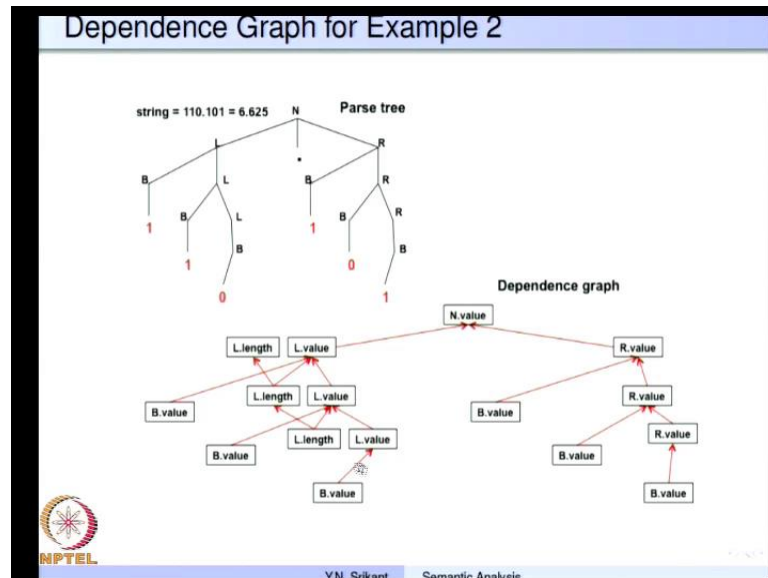 Dependence Graph for Example 2
string = 110.101 = 6.625
N
Parse tree
L
.
R
B
L
B
R
1
B
L
1
B
R
1
B
0
B
0
1
Dependence graph
N.value
L.length
L.value
R.value
B.value
L.length
L.value
B.value
R.value
B.value
L.length
L.value
B.value
R.value
B.value
B.value
NPTEL
Y.N. Srikant
Semantic Analysis